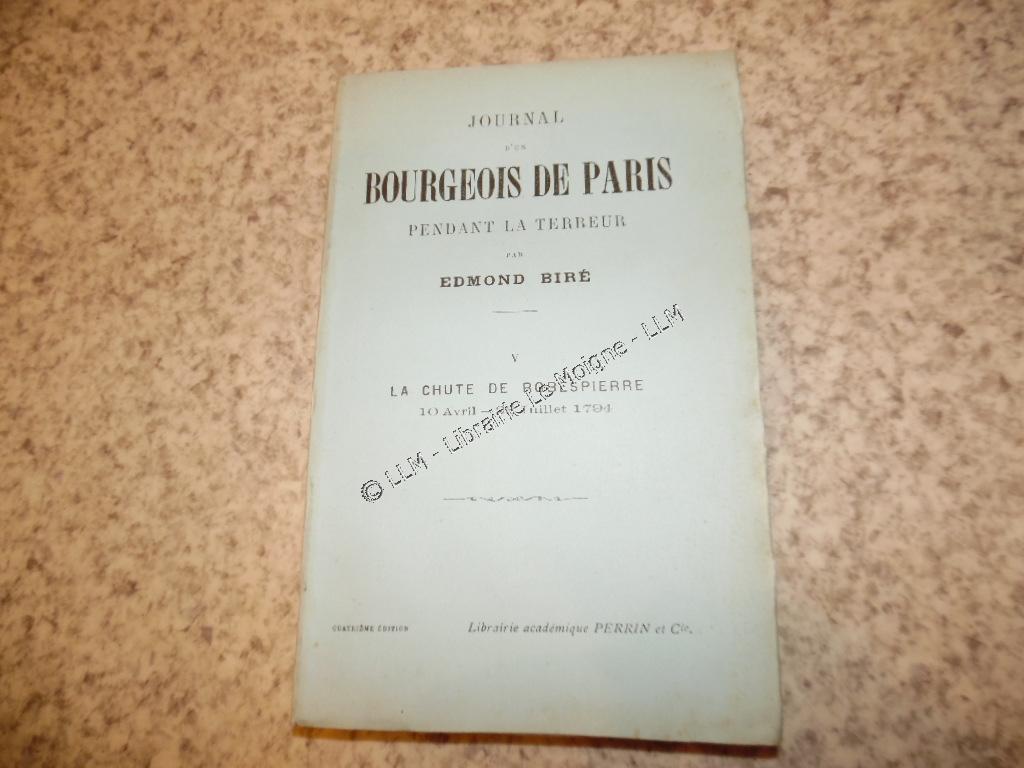 JOURNAL
D'UN
BOURGEOIS DE PARIS
PENDANT LA TERREUR
PAR
EDMOND BIRÉ
V
LA CHUTE DE ROBESPIERRE
10 Avril — Juillet 1794
© LLM - Librairie Le Moigne - LLM
QUATRIÈME ÉDITION
Librairie académique PERRIN et Cie.